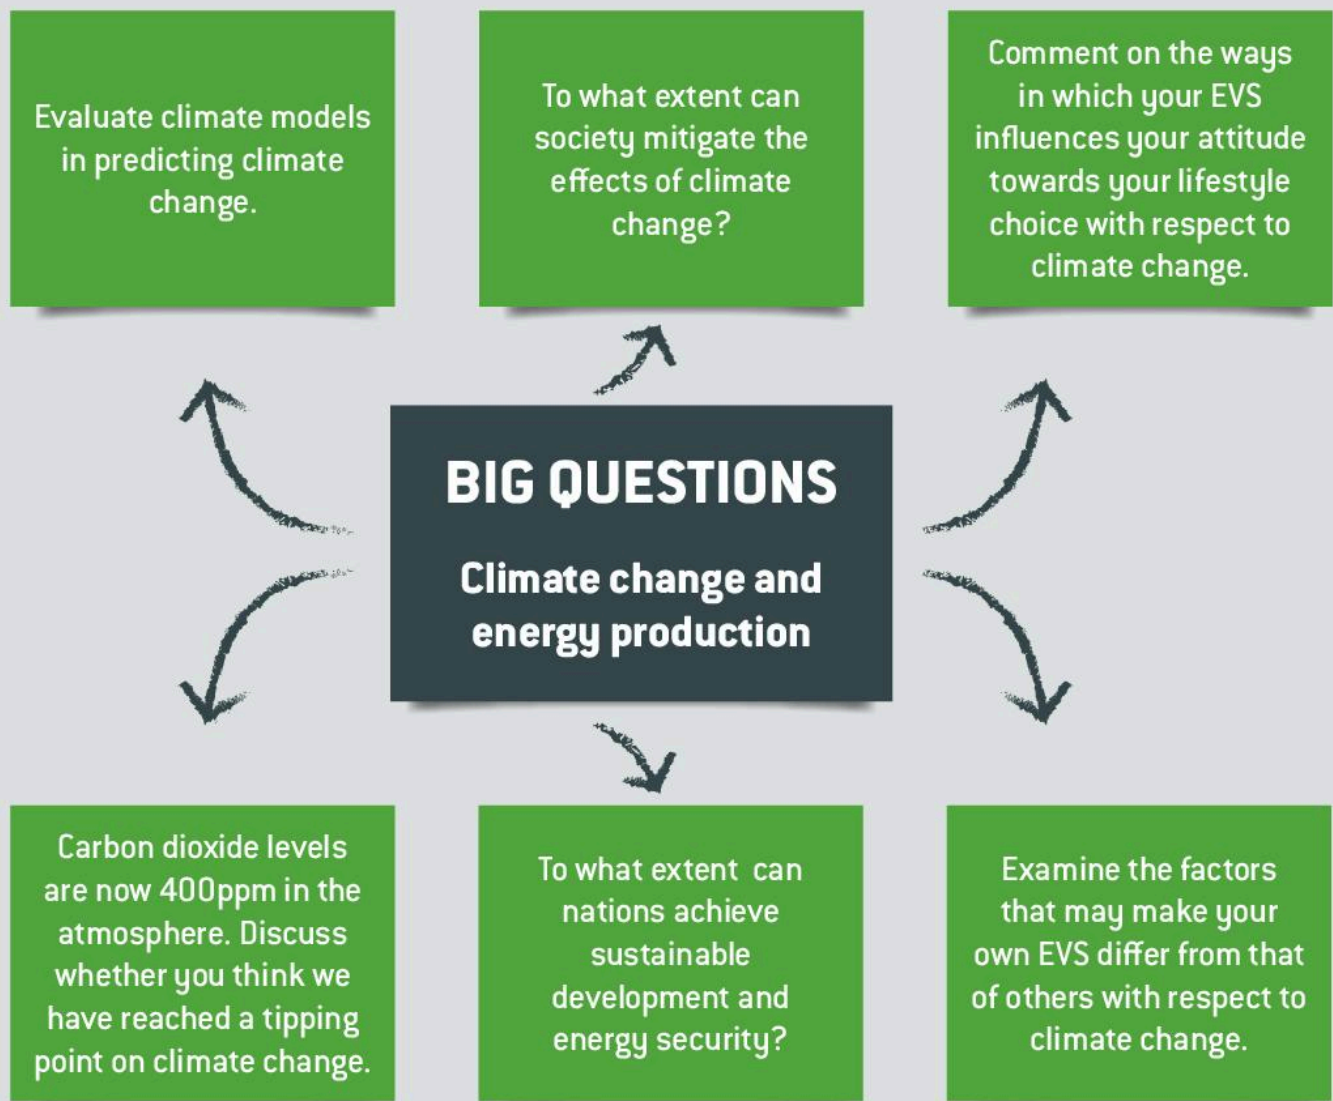 Evaluate climate models
in predicting climate
change.
To what extent can
society mitigate the
effects of climate
change?
Comment on the ways
in which your EVS
influences your attitude
towards your lifestyle
choice with respect to
climate change.
BIG QUESTIONS
Climate change and
energy production
Carbon dioxide levels
are now 400ppm in the
atmosphere. Discuss
whether you think we
have reached a tipping
point on climate change.
To what extent can
nations achieve
sustainable
development and
energy security?
Examine the factors
that may make your
own EVS differ from that
of others with respect to
climate change.